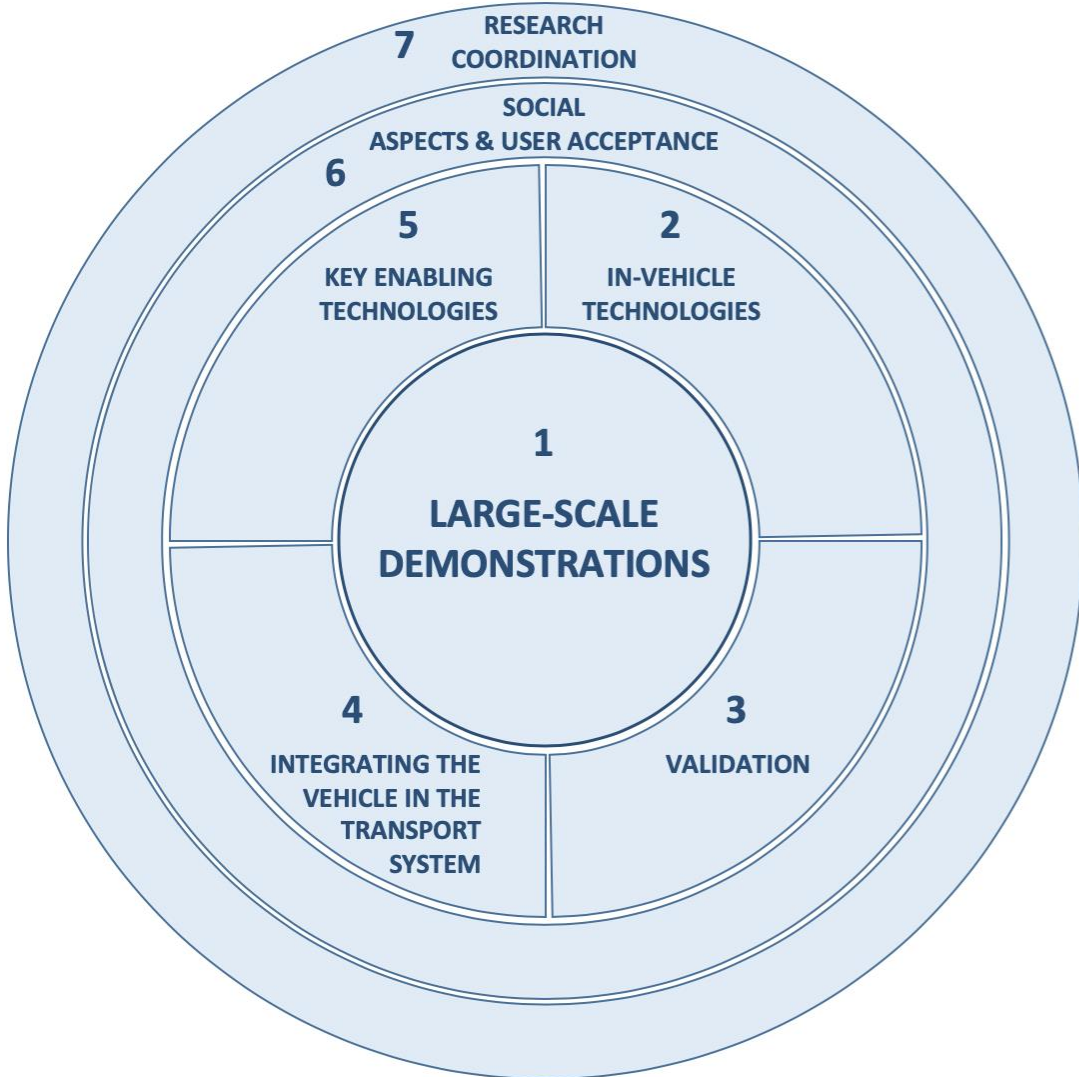 7
RESEARCH
COORDINATION
SOCIAL
ASPECTS & USER ACCEPTANCE
6
5
KEY ENABLING
TECHNOLOGIES
2
IN-VEHICLE
TECHNOLOGIES
1
LARGE-SCALE
DEMONSTRATIONS
4
INTEGRATING THE
VEHICLE IN THE
TRANSPORT
SYSTEM
3
VALIDATION